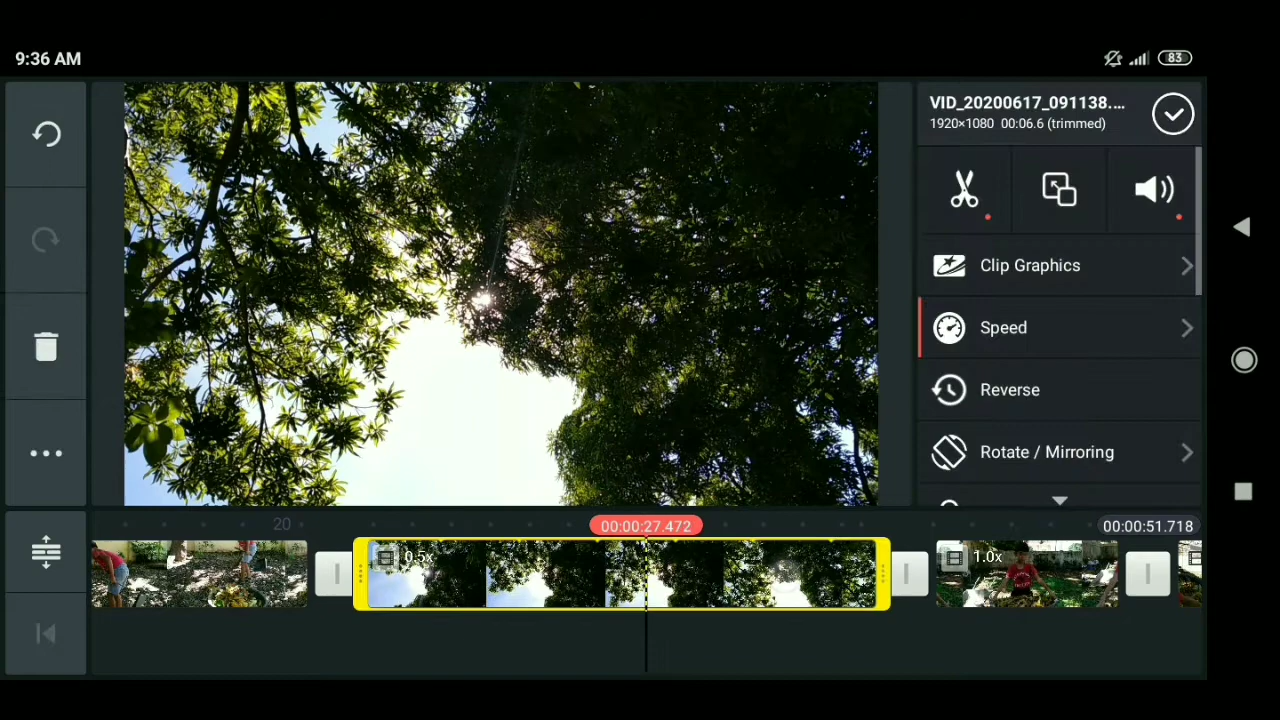 9:36 AM
83
VID_20200617_091138....
1920×1080 00:06.6 (trimmed)
Clip Graphics
Speed
Reverse
Rotate / Mirroring
20
00:00:27.472
00:00:51.718
0.5x
1.0x